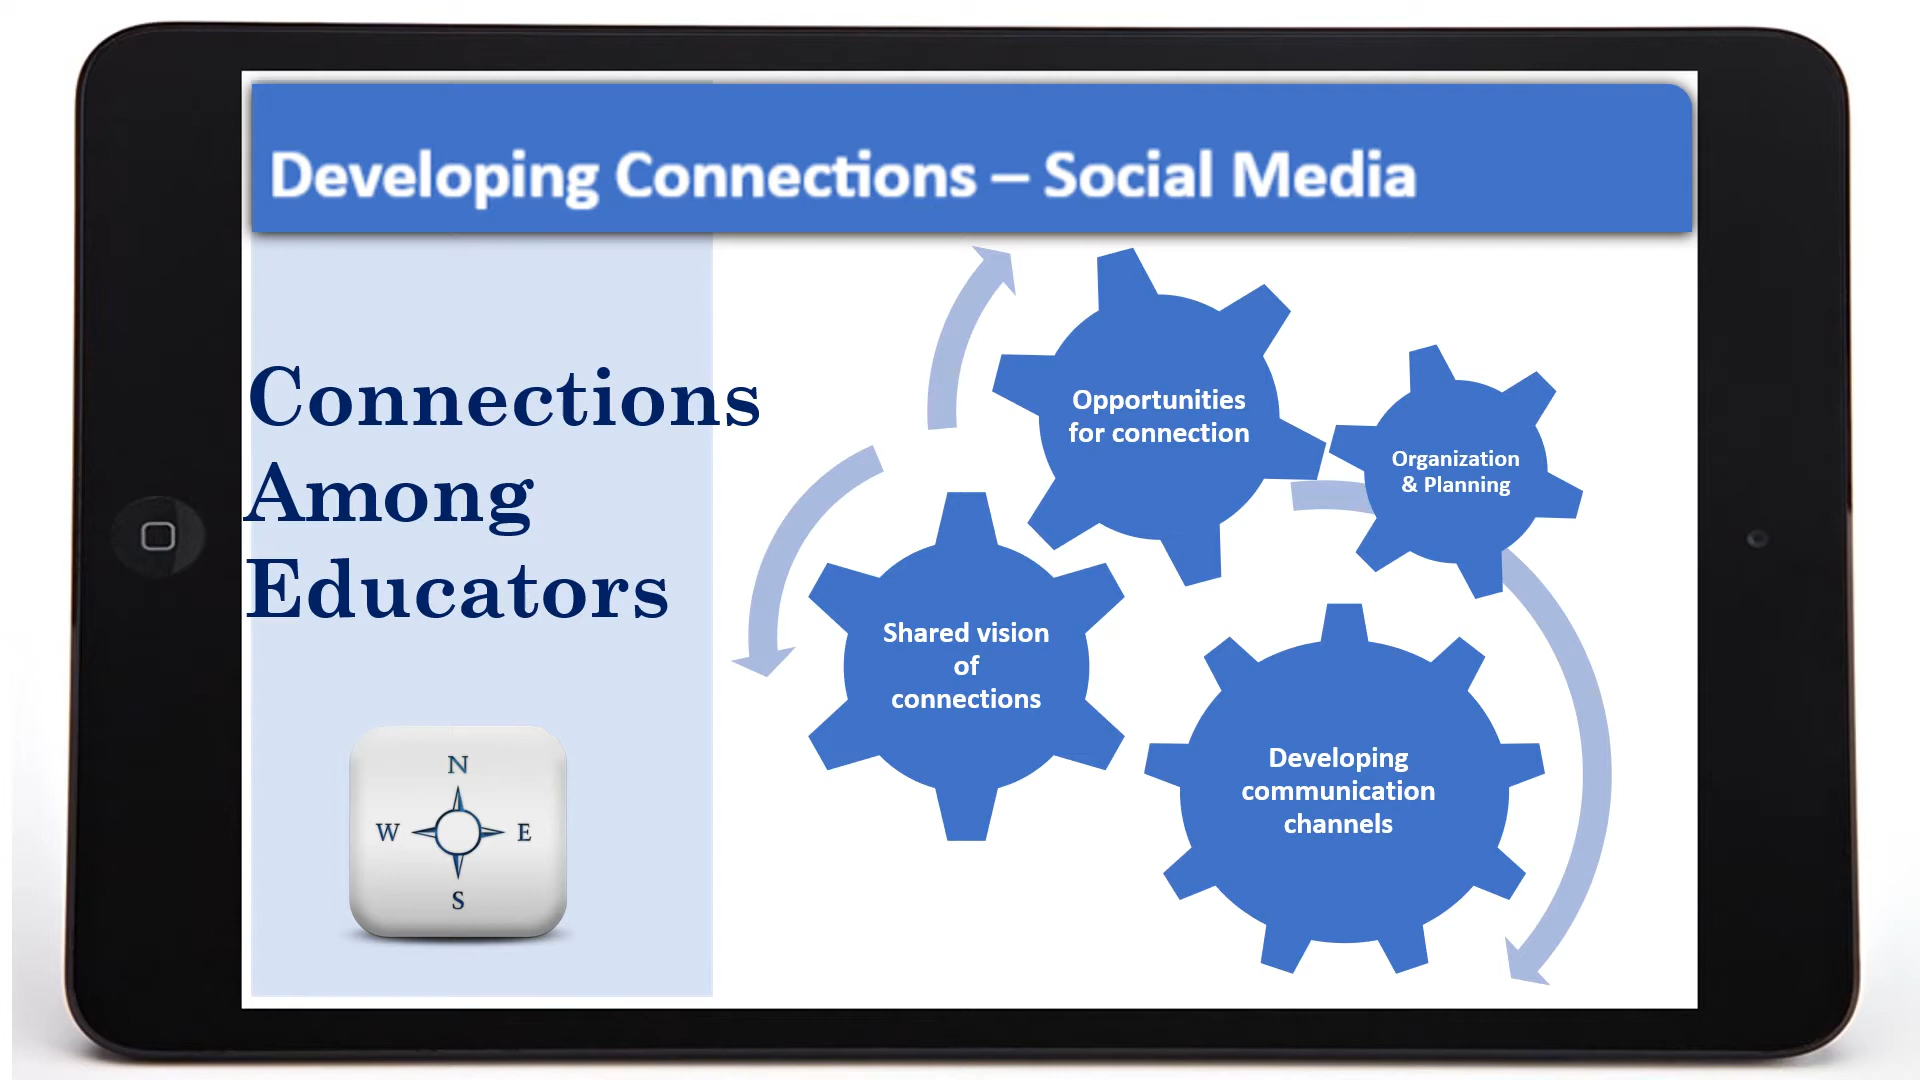 Developing Connections – Social Media
Connections
Among
Educators
N
W E
S
Opportunities
for connection
Organization
& Planning
Shared vision
of
connections
Developing
communication
channels